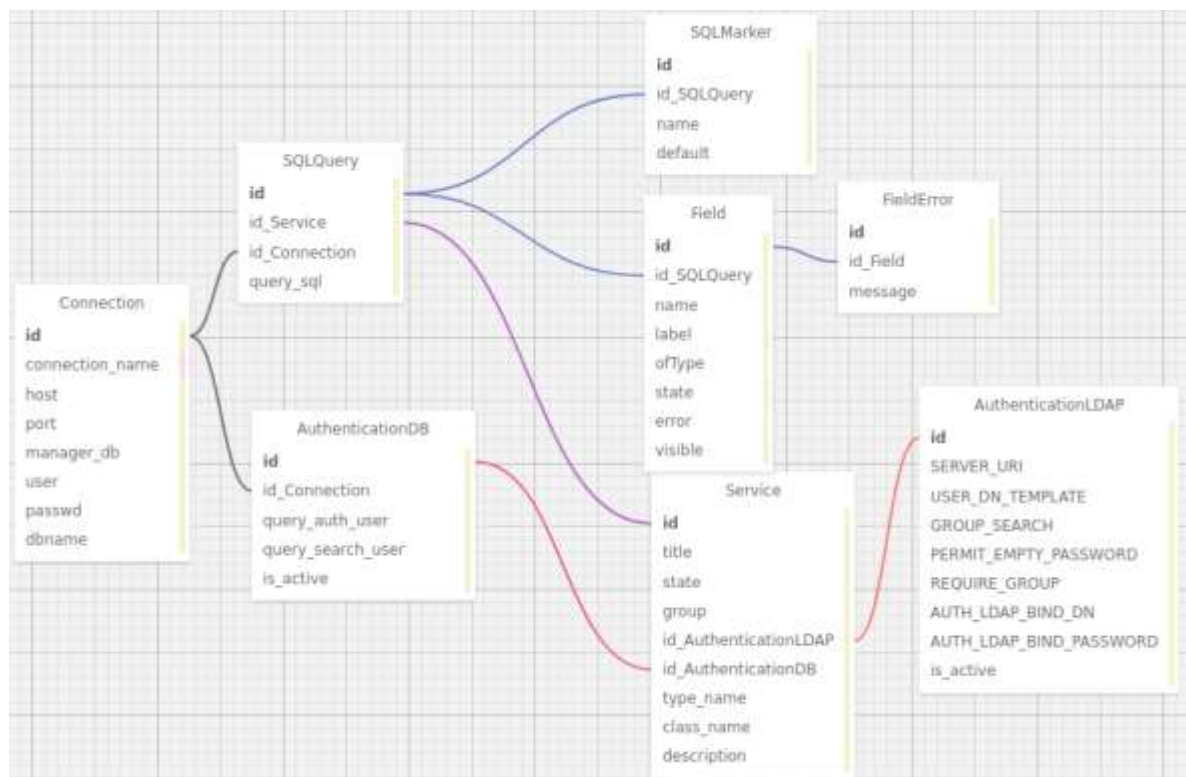 SQLMarker
id
id_SQLQuery
name
default
SQLQuery
id
id_Service
id_Connection
query_sql
Field
id
id_SQLQuery
name
label
ofType
state
error
visible
FieldError
id
id_Field
message
Connection
id
connection_name
host
port
manager_db
user
passwd
dbname
AuthenticationDB
id
id_Connection
query_auth_user
query_search_user
is_active
Service
id
title
state
group
id_AuthenticationLDAP
id_AuthenticationDB
type_name
class_name
description
AuthenticationLDAP
id
SERVER_URI
USER_DN_TEMPLATE
GROUP_SEARCH
PERMIT_EMPTY_PASSWORD
REQUIRE_GROUP
AUTH_LDAP_BIND_DN
AUTH_LDAP_BIND_PASSWORD
is_active